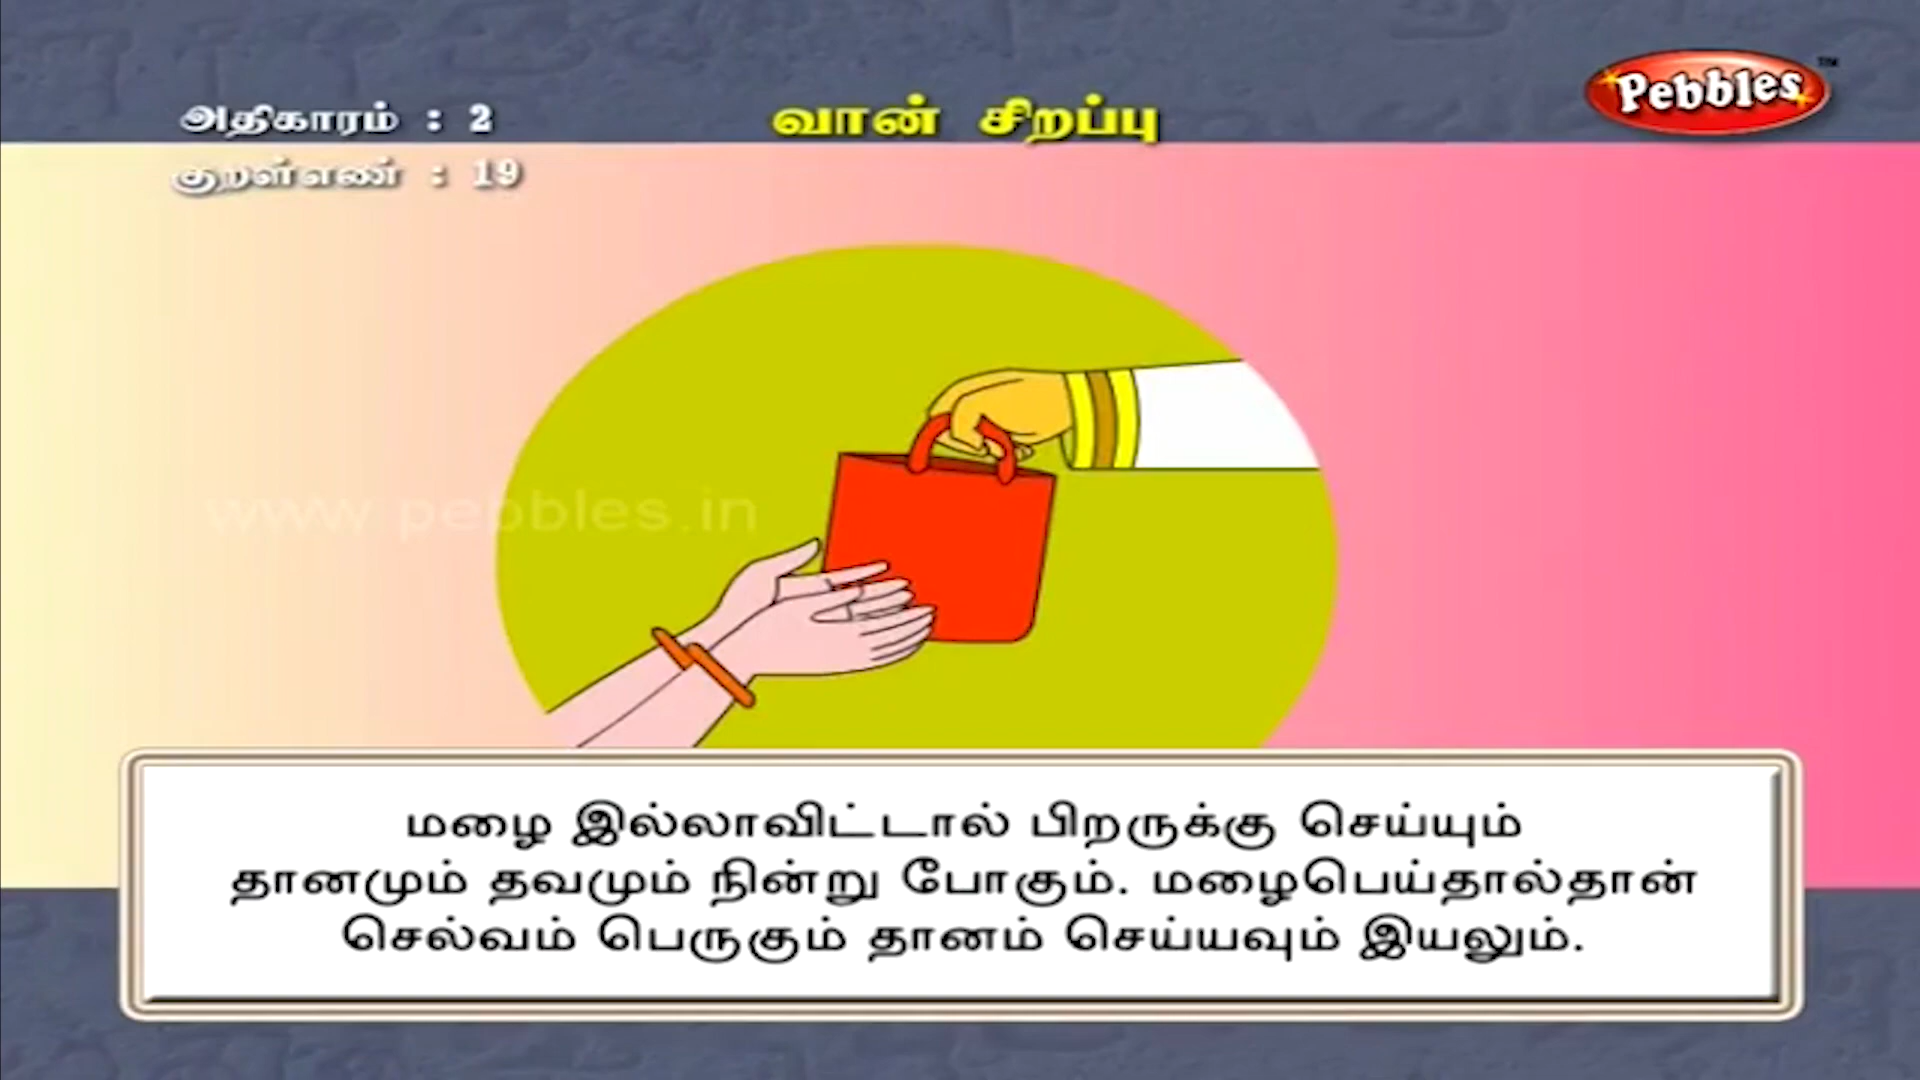 அதிகாரம் : 2
வான் சிறப்பு
Pebbles™
குறள்எண் : 19
www.pebbles.in
மழை இல்லாவிட்டால் பிறருக்கு செய்யும்
தானமும் தவமும் நின்று போகும். மழைபெய்தால்தான்
செல்வம் பெருகும் தானம் செய்யவும் இயலும்.